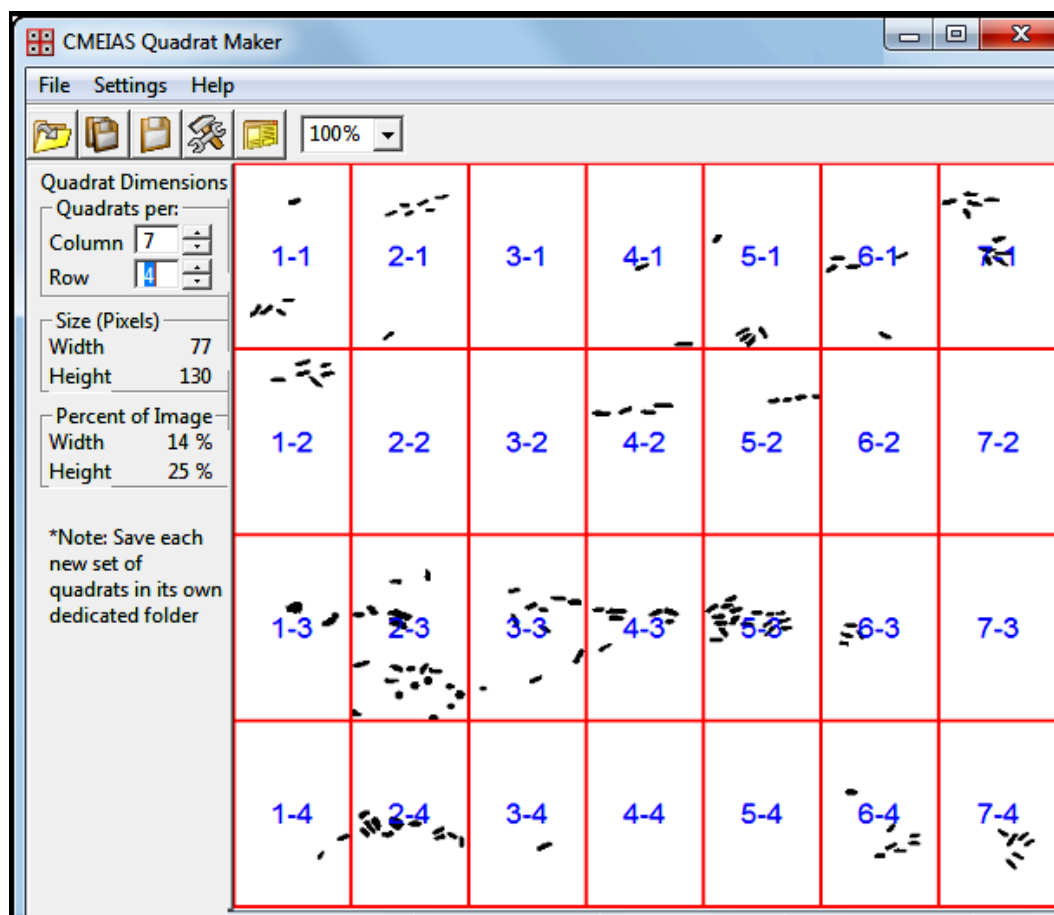 CMEIAS Quadrat Maker
File Settings Help
100%
Quadrat Dimensions
Quadrats per:
Column 7
Row 4
Size (Pixels)
Width 77
Height 130
Percent of Image
Width 14 %
Height 25 %
*Note: Save each
new set of
quadrats in its own
dedicated folder
1-1 2-1 3-1 4-1 5-1 6-1 7-1
1-2 2-2 3-2 4-2 5-2 6-2 7-2
1-3 2-3 3-3 4-3 5-3 6-3 7-3
1-4 2-4 3-4 4-4 5-4 6-4 7-4